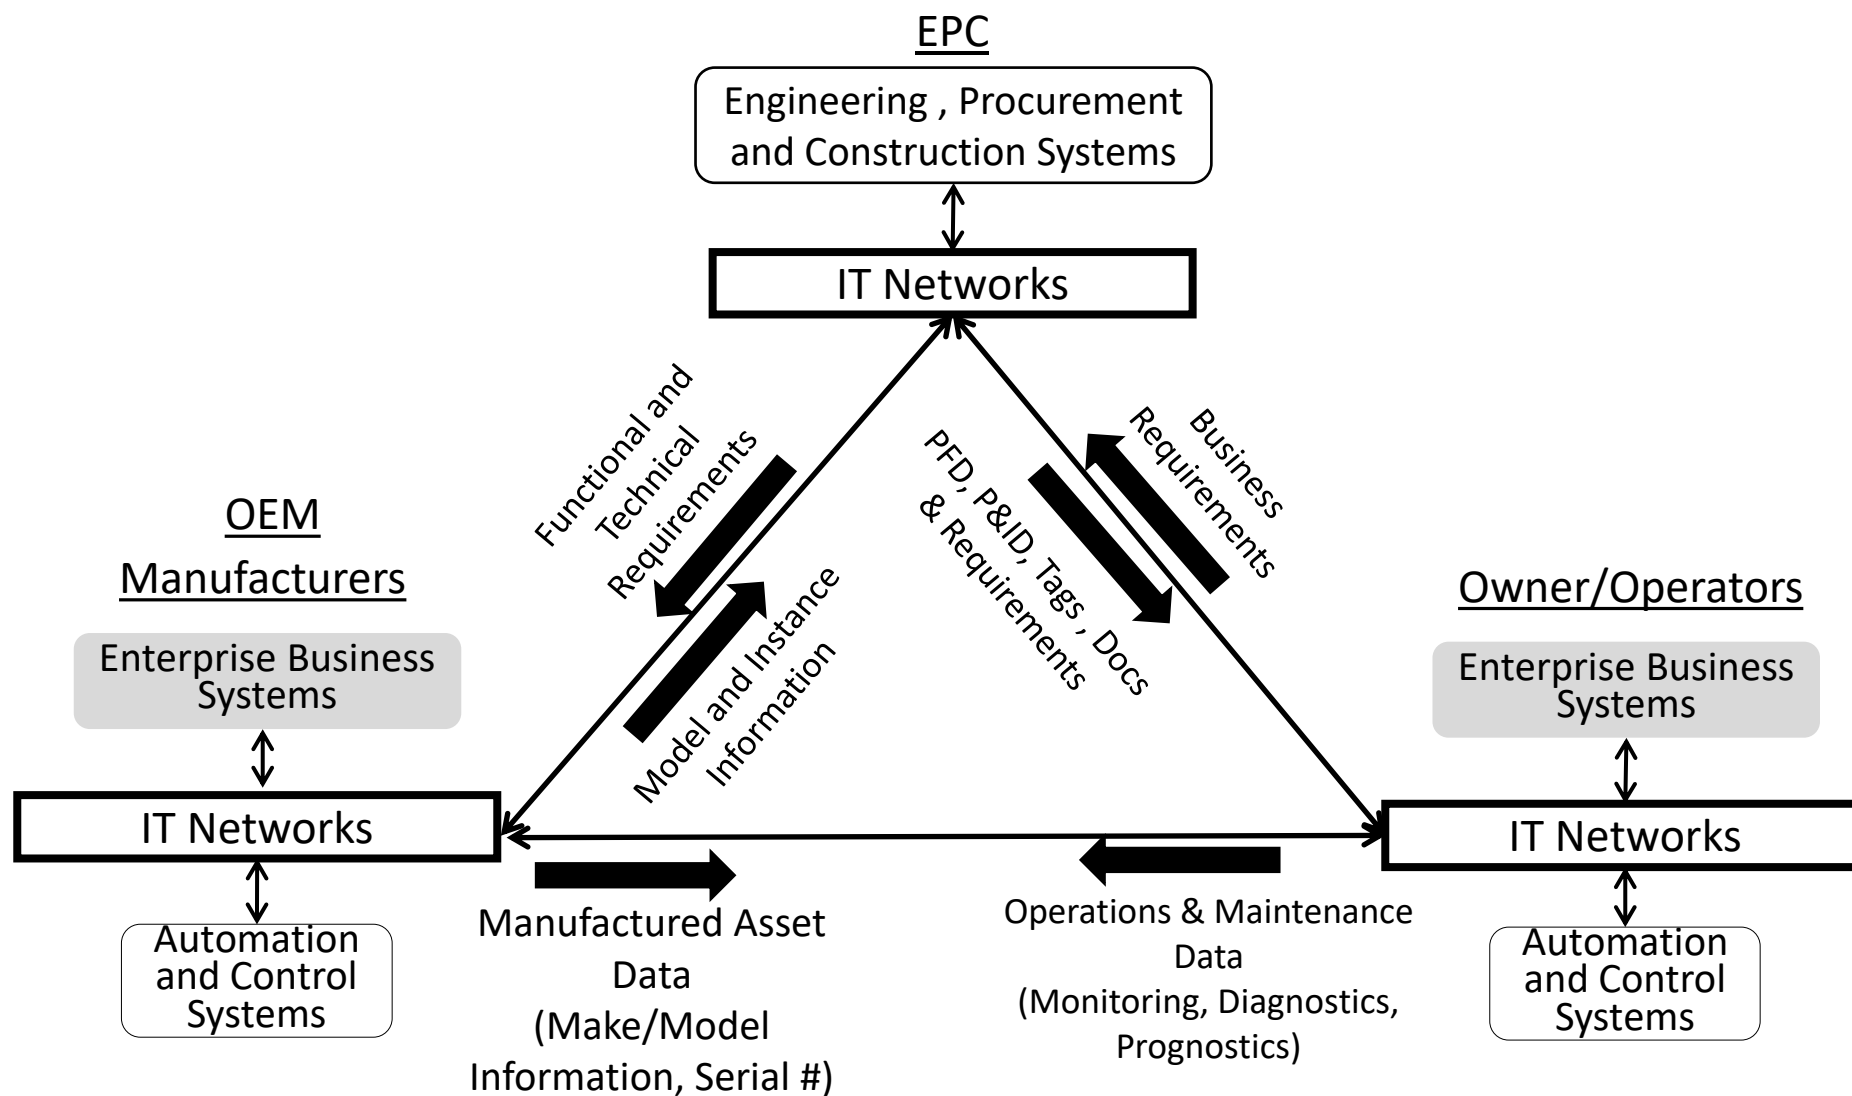 EPC
Engineering , Procurement
and Construction Systems
IT Networks
Functional and
Technical
Requirements
Model and Instance
Information
Business
Requirements
PFD, P&ID, Tags , Docs
& Requirements
OEM
Manufacturers
Enterprise Business
Systems
IT Networks
Automation
and Control
Systems
Owner/Operators
Enterprise Business
Systems
IT Networks
Automation
and Control
Systems
Manufactured Asset
Data
(Make/Model
Information, Serial #)
Operations & Maintenance
Data
(Monitoring, Diagnostics,
Prognostics)